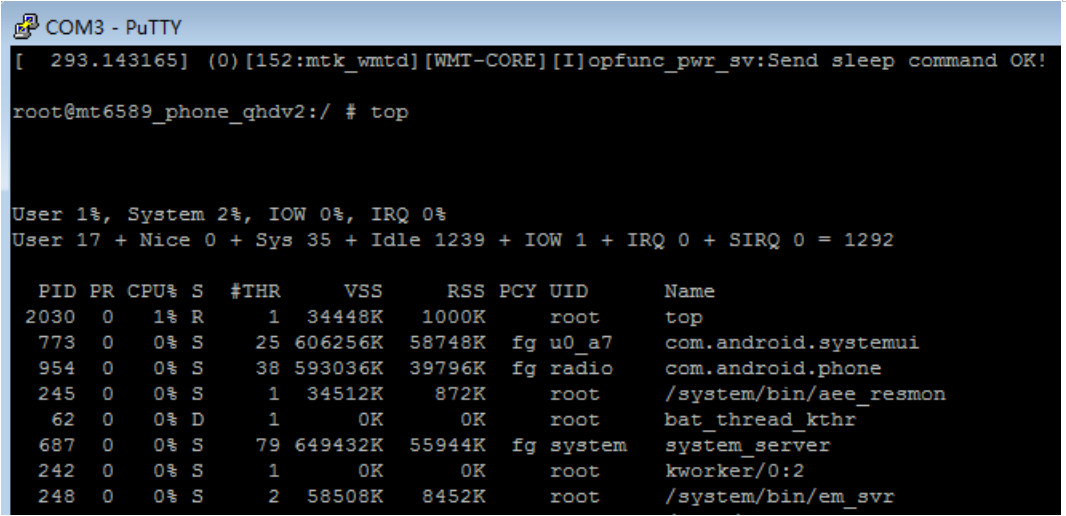 COM3 - PuTTY
[  293.143165] (0)[152:mtk_wmtd][WMT-CORE][I]opfunc_pwr_sv:Send sleep command OK!
root@mt6589_phone_qhdv2:/ # top
User 1%, System 2%, IOW 0%, IRQ 0%
User 17 + Nice 0 + Sys 35 + Idle 1239 + IOW 1 + IRQ 0 + SIRQ 0 = 1292
  PID PR CPU% S  #THR     VSS     RSS PCY UID      Name
 2030  0   1% R     1  34448K   1000K     root     top
  773  0   0% S    25 606256K  58748K  fg u0_a7    com.android.systemui
  954  0   0% S    38 593036K  39796K  fg radio    com.android.phone
  245  0   0% S     1  34512K    872K     root     /system/bin/aee_resmon
   62  0   0% D     1      0K      0K     root     bat_thread_kthr
  687  0   0% S    79 649432K  55944K  fg system   system_server
  242  0   0% S     1      0K      0K     root     kworker/0:2
  248  0   0% S     2  58508K   8452K     root     /system/bin/em_svr